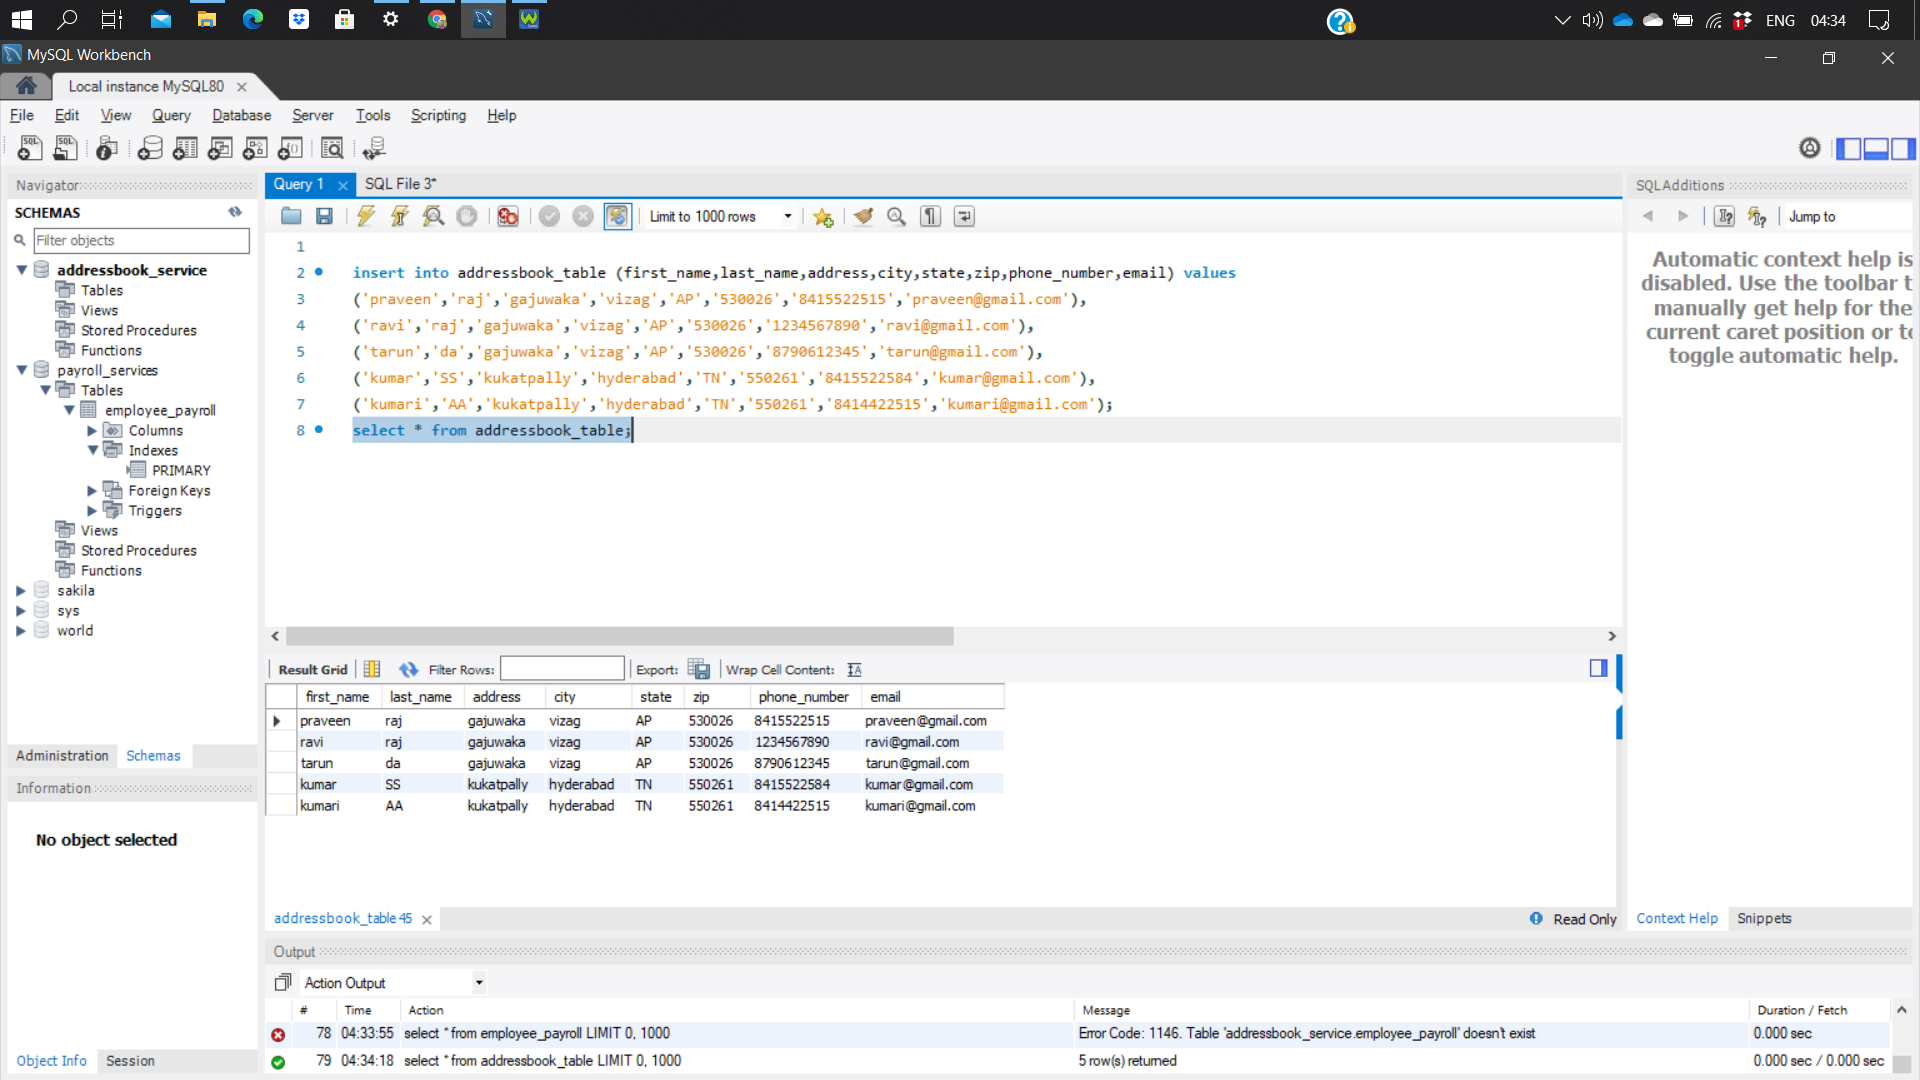 ENG 04:34
MySQL Workbench
Local instance MySQL80
File Edit View Query Database Server Tools Scripting Help
Navigator
SCHEMAS
Filter objects
addressbook_service
Tables
Views
Stored Procedures
Functions
payroll_services
Tables
employee_payroll
Columns
Indexes
PRIMARY
Foreign Keys
Triggers
Views
Stored Procedures
Functions
sakila
sys
world
Administration Schemas
Information
No object selected
Object Info Session
Query 1 SQL File 3*
Limit to 1000 rows
1
2 insert into addressbook_table (first_name,last_name,address,city,state,zip,phone_number,email) values
3 ('praveen','raj','gajuwaka','vizag','AP','530026','8415522515','praveen@gmail.com'),
4 ('ravi','raj','gajuwaka','vizag','AP','530026','1234567890','ravi@gmail.com'),
5 ('tarun','da','gajuwaka','vizag','AP','530026','8790612345','tarun@gmail.com'),
6 ('kumar','SS','kukatpally','hyderabad','TN','550261','8415522584','kumar@gmail.com'),
7 ('kumari','AA','kukatpally','hyderabad','TN','550261','8414422515','kumari@gmail.com');
8 select * from addressbook_table;
Result Grid Filter Rows: Export: Wrap Cell Content:
first_name last_name address city state zip phone_number email
praveen raj gajuwaka vizag AP 530026 8415522515 praveen@gmail.com
ravi raj gajuwaka vizag AP 530026 1234567890 ravi@gmail.com
tarun da gajuwaka vizag AP 530026 8790612345 tarun@gmail.com
kumar SS kukatpally hyderabad TN 550261 8415522584 kumar@gmail.com
kumari AA kukatpally hyderabad TN 550261 8414422515 kumari@gmail.com
addressbook_table 45
Read Only
SQLAdditions
Jump to
Automatic context help is
disabled. Use the toolbar t
manually get help for the
current caret position or to
toggle automatic help.
Context Help Snippets
Output
Action Output
# Time Action Message Duration / Fetch
78 04:33:55 select * from employee_payroll LIMIT 0, 1000 Error Code: 1146. Table 'addressbook_service.employee_payroll' doesn't exist 0.000 sec
79 04:34:18 select * from addressbook_table LIMIT 0, 1000 5 row(s) returned 0.000 sec / 0.000 sec